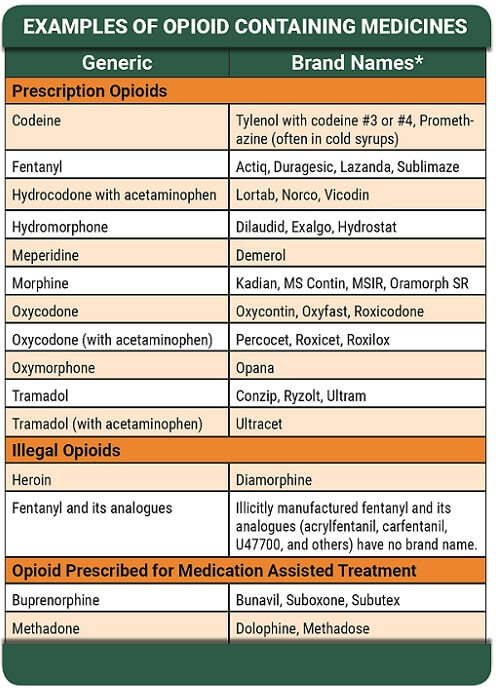 EXAMPLES OF OPIOID CONTAINING MEDICINES
Generic Brand Names*
Prescription Opioids
Codeine Tylenol with codeine #3 or #4, Prometh-
azine (often in cold syrups)
Fentanyl Actiq, Duragesic, Lazanda, Sublimaze
Hydrocodone with acetaminophen Lortab, Norco, Vicodin
Hydromorphone Dilaudid, Exalgo, Hydrostat
Meperidine Demerol
Morphine Kadian, MS Contin, MSIR, Oramorph SR
Oxycodone Oxycontin, Oxyfast, Roxicodone
Oxycodone (with acetaminophen) Percocet, Roxicet, Roxilox
Oxymorphone Opana
Tramadol Conzip, Ryzolt, Ultram
Tramadol (with acetaminophen) Ultracet
Illegal Opioids
Heroin Diamorphine
Fentanyl and its analogues Illicitly manufactured fentanyl and its
analogues (acrylfentanil, carfentanil,
U47700, and others) have no brand name.
Opioid Prescribed for Medication Assisted Treatment
Buprenorphine Bunavil, Suboxone, Subutex
Methadone Dolophine, Methadose